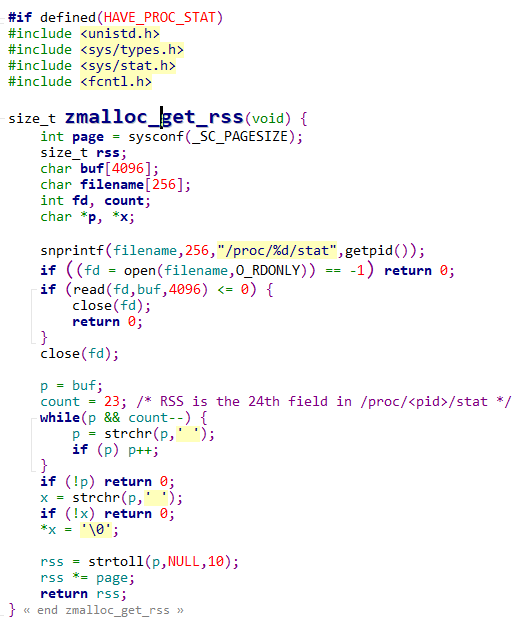 #if defined(HAVE_PROC_STAT)
#include <unistd.h>
#include <sys/types.h>
#include <sys/stat.h>
#include <fcntl.h>

size_t zmalloc_get_rss(void) {
    int page = sysconf(_SC_PAGESIZE);
    size_t rss;
    char buf[4096];
    char filename[256];
    int fd, count;
    char *p, *x;

    snprintf(filename,256,"/proc/%d/stat",getpid());
    if ((fd = open(filename,O_RDONLY)) == -1) return 0;
    if (read(fd,buf,4096) <= 0) {
        close(fd);
        return 0;
    }
    close(fd);

    p = buf;
    count = 23; /* RSS is the 24th field in /proc/<pid>/stat */
    while(p && count--) {
        p = strchr(p,' ');
        if (p) p++;
    }
    if (!p) return 0;
    x = strchr(p,' ');
    if (!x) return 0;
    *x = '\0';

    rss = strtoll(p,NULL,10);
    rss *= page;
    return rss;
} « end zmalloc_get_rss »